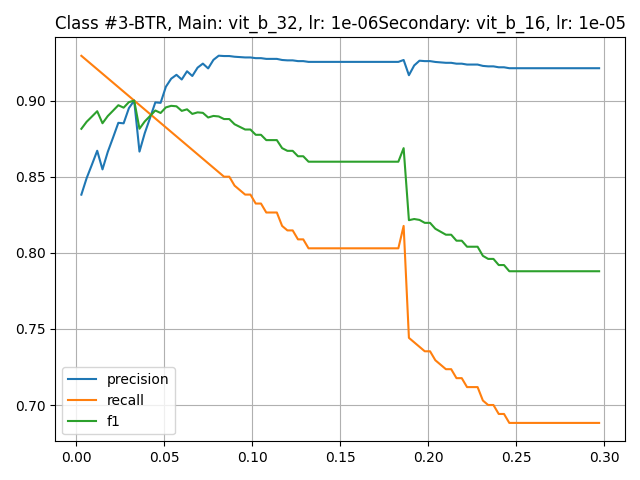 Class #3-BTR, Main: vit_b_32, lr: 1e-06Secondary: vit_b_16, lr: 1e-05
0.90
0.85
0.80
0.75
0.70
precision
recall
f1
0.00 0.05 0.10 0.15 0.20 0.25 0.30